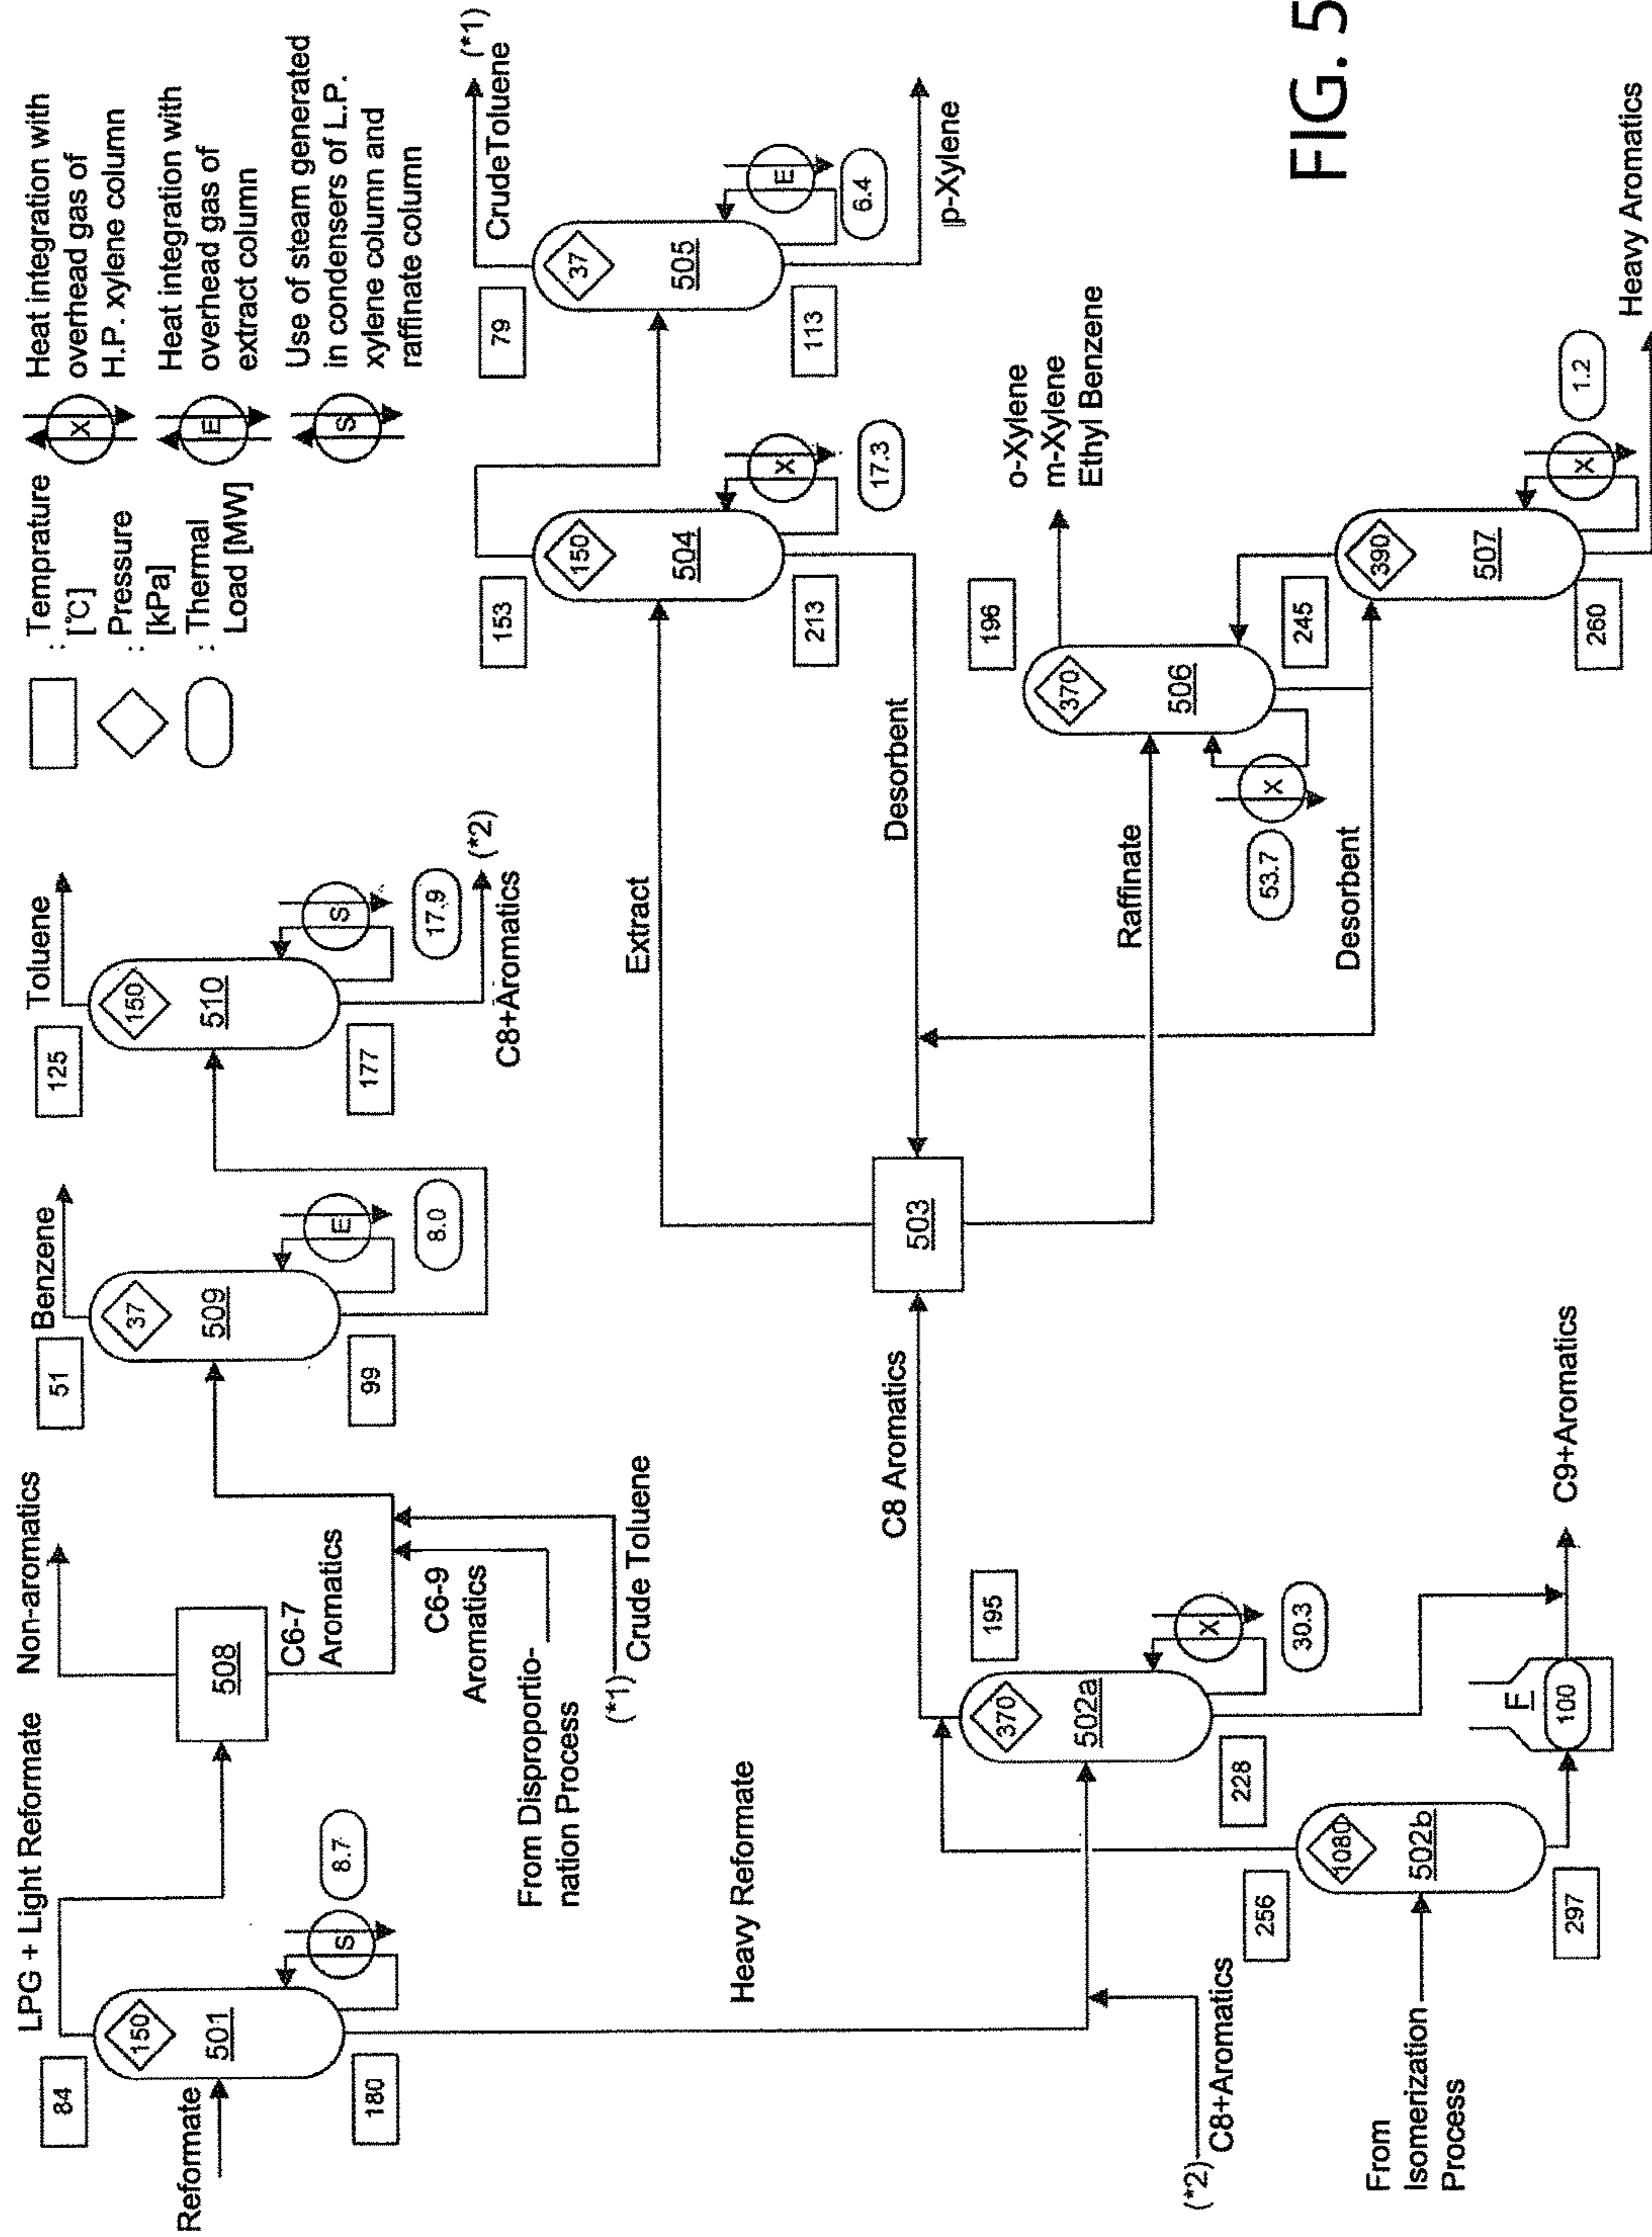 LPG + Light Reformate
Non-aromatics
84
150
501
8.7
S
Reformate
180
508
C6-7
Aromatics
C6-9
Aromatics
From Disproportio-
nation Process
(*1)
Crude Toluene
51
Benzene
37
509
E
8.0
99
125
Toluene
150
510
S
17.9
177
C8+Aromatics
(*2)
: Temprature
[℃]
: Pressure
[kPa]
: Thermal
Load [MW]
X
Heat integration with
overhead gas of
H.P. xylene column
E
Heat integration with
overhead gas of
extract column
S
Use of steam generated
in condensers of L.P.
xylene column and
raffinate column
Heavy Reformate
(*2)
C8+Aromatics
195
370
502a
X
30.3
228
From
Isomerization
Process
256
1080
502b
297
F
100
C9+Aromatics
C8 Aromatics
503
Extract
Desorbent
Raffinate
Desorbent
153
150
504
X
17.3
213
79
37
505
E
6.4
113
CrudeToluene
(*1)
p-Xylene
196
370
506
X
53.7
245
o-Xylene
m-Xylene
Ethyl Benzene
390
507
X
1.2
260
Heavy Aromatics
FIG. 5